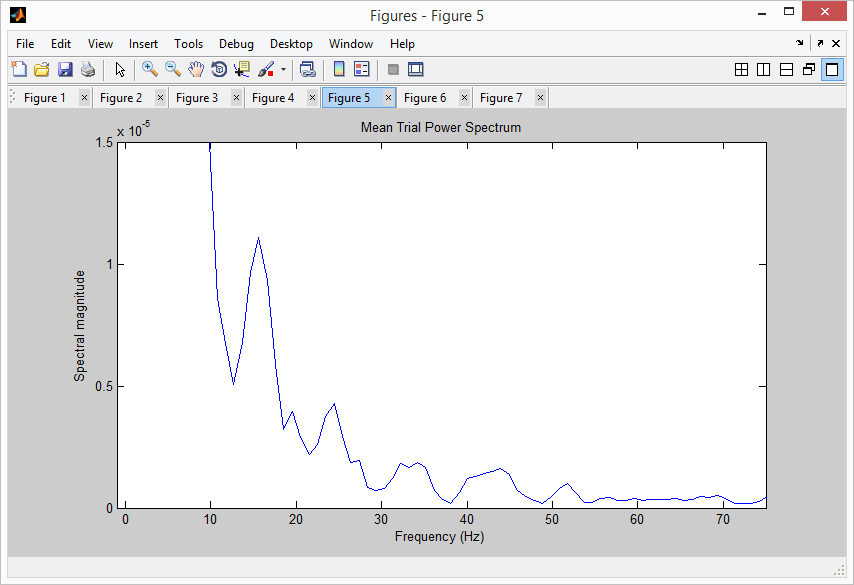 Figures - Figure 5
File Edit View Insert Tools Debug Desktop Window Help
Figure 1 Figure 2 Figure 3 Figure 4 Figure 5 Figure 6 Figure 7
Mean Trial Power Spectrum
x 10^-5
1.5
1
0.5
0
Spectral magnitude
0 10 20 30 40 50 60 70
Frequency (Hz)